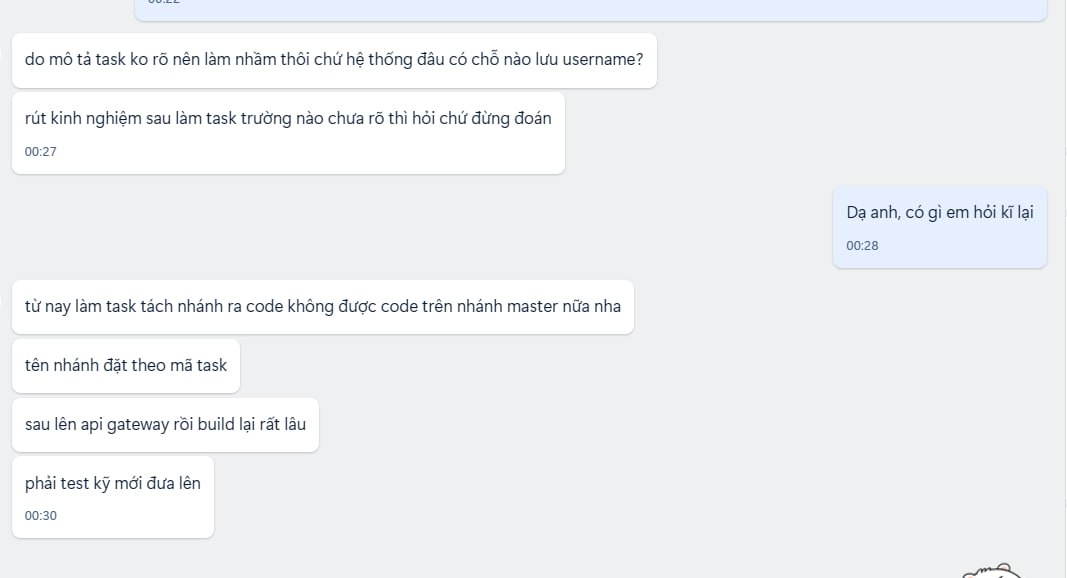 do mô tả task ko rõ nên làm nhầm thôi chứ hệ thống đâu có chỗ nào lưu username?
rút kinh nghiệm sau làm task trường nào chưa rõ thì hỏi chứ đừng đoán
00:27
Dạ anh, có gì em hỏi kĩ lại
00:28
từ nay làm task tách nhánh ra code không được code trên nhánh master nữa nha
tên nhánh đặt theo mã task
sau lên api gateway rồi build lại rất lâu
phải test kỹ mới đưa lên
00:30